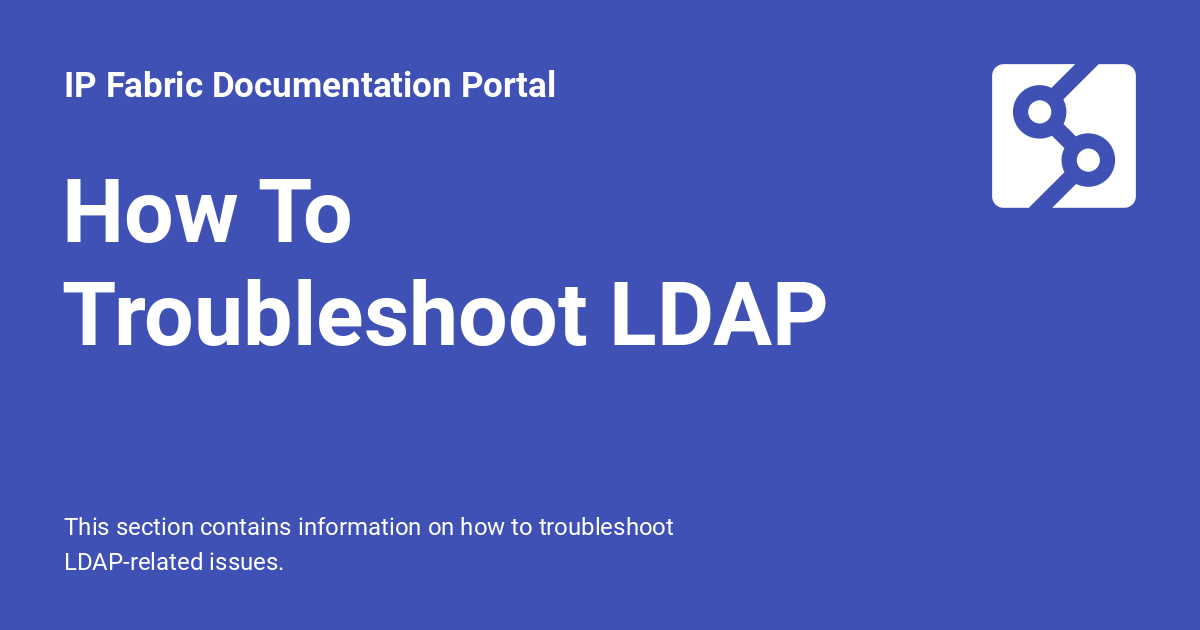 IP Fabric Documentation Portal
How To
Troubleshoot LDAP
This section contains information on how to troubleshoot
LDAP-related issues.